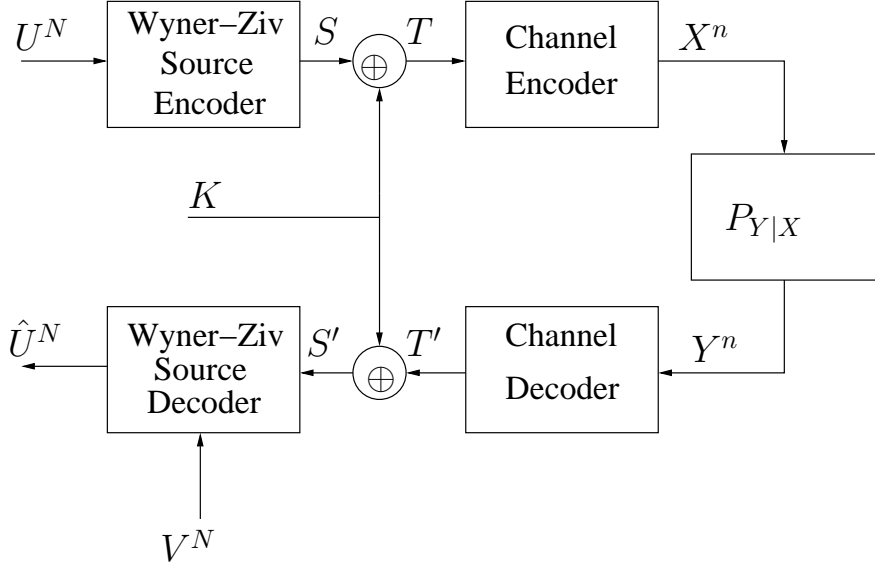 U^N
Wyner–Ziv
Source
Encoder
S
⊕
T
Channel
Encoder
X^n
K
P_{Y|X}
Û^N
Wyner–Ziv
Source
Decoder
S′
⊕
T′
Channel
Decoder
Y^n
V^N